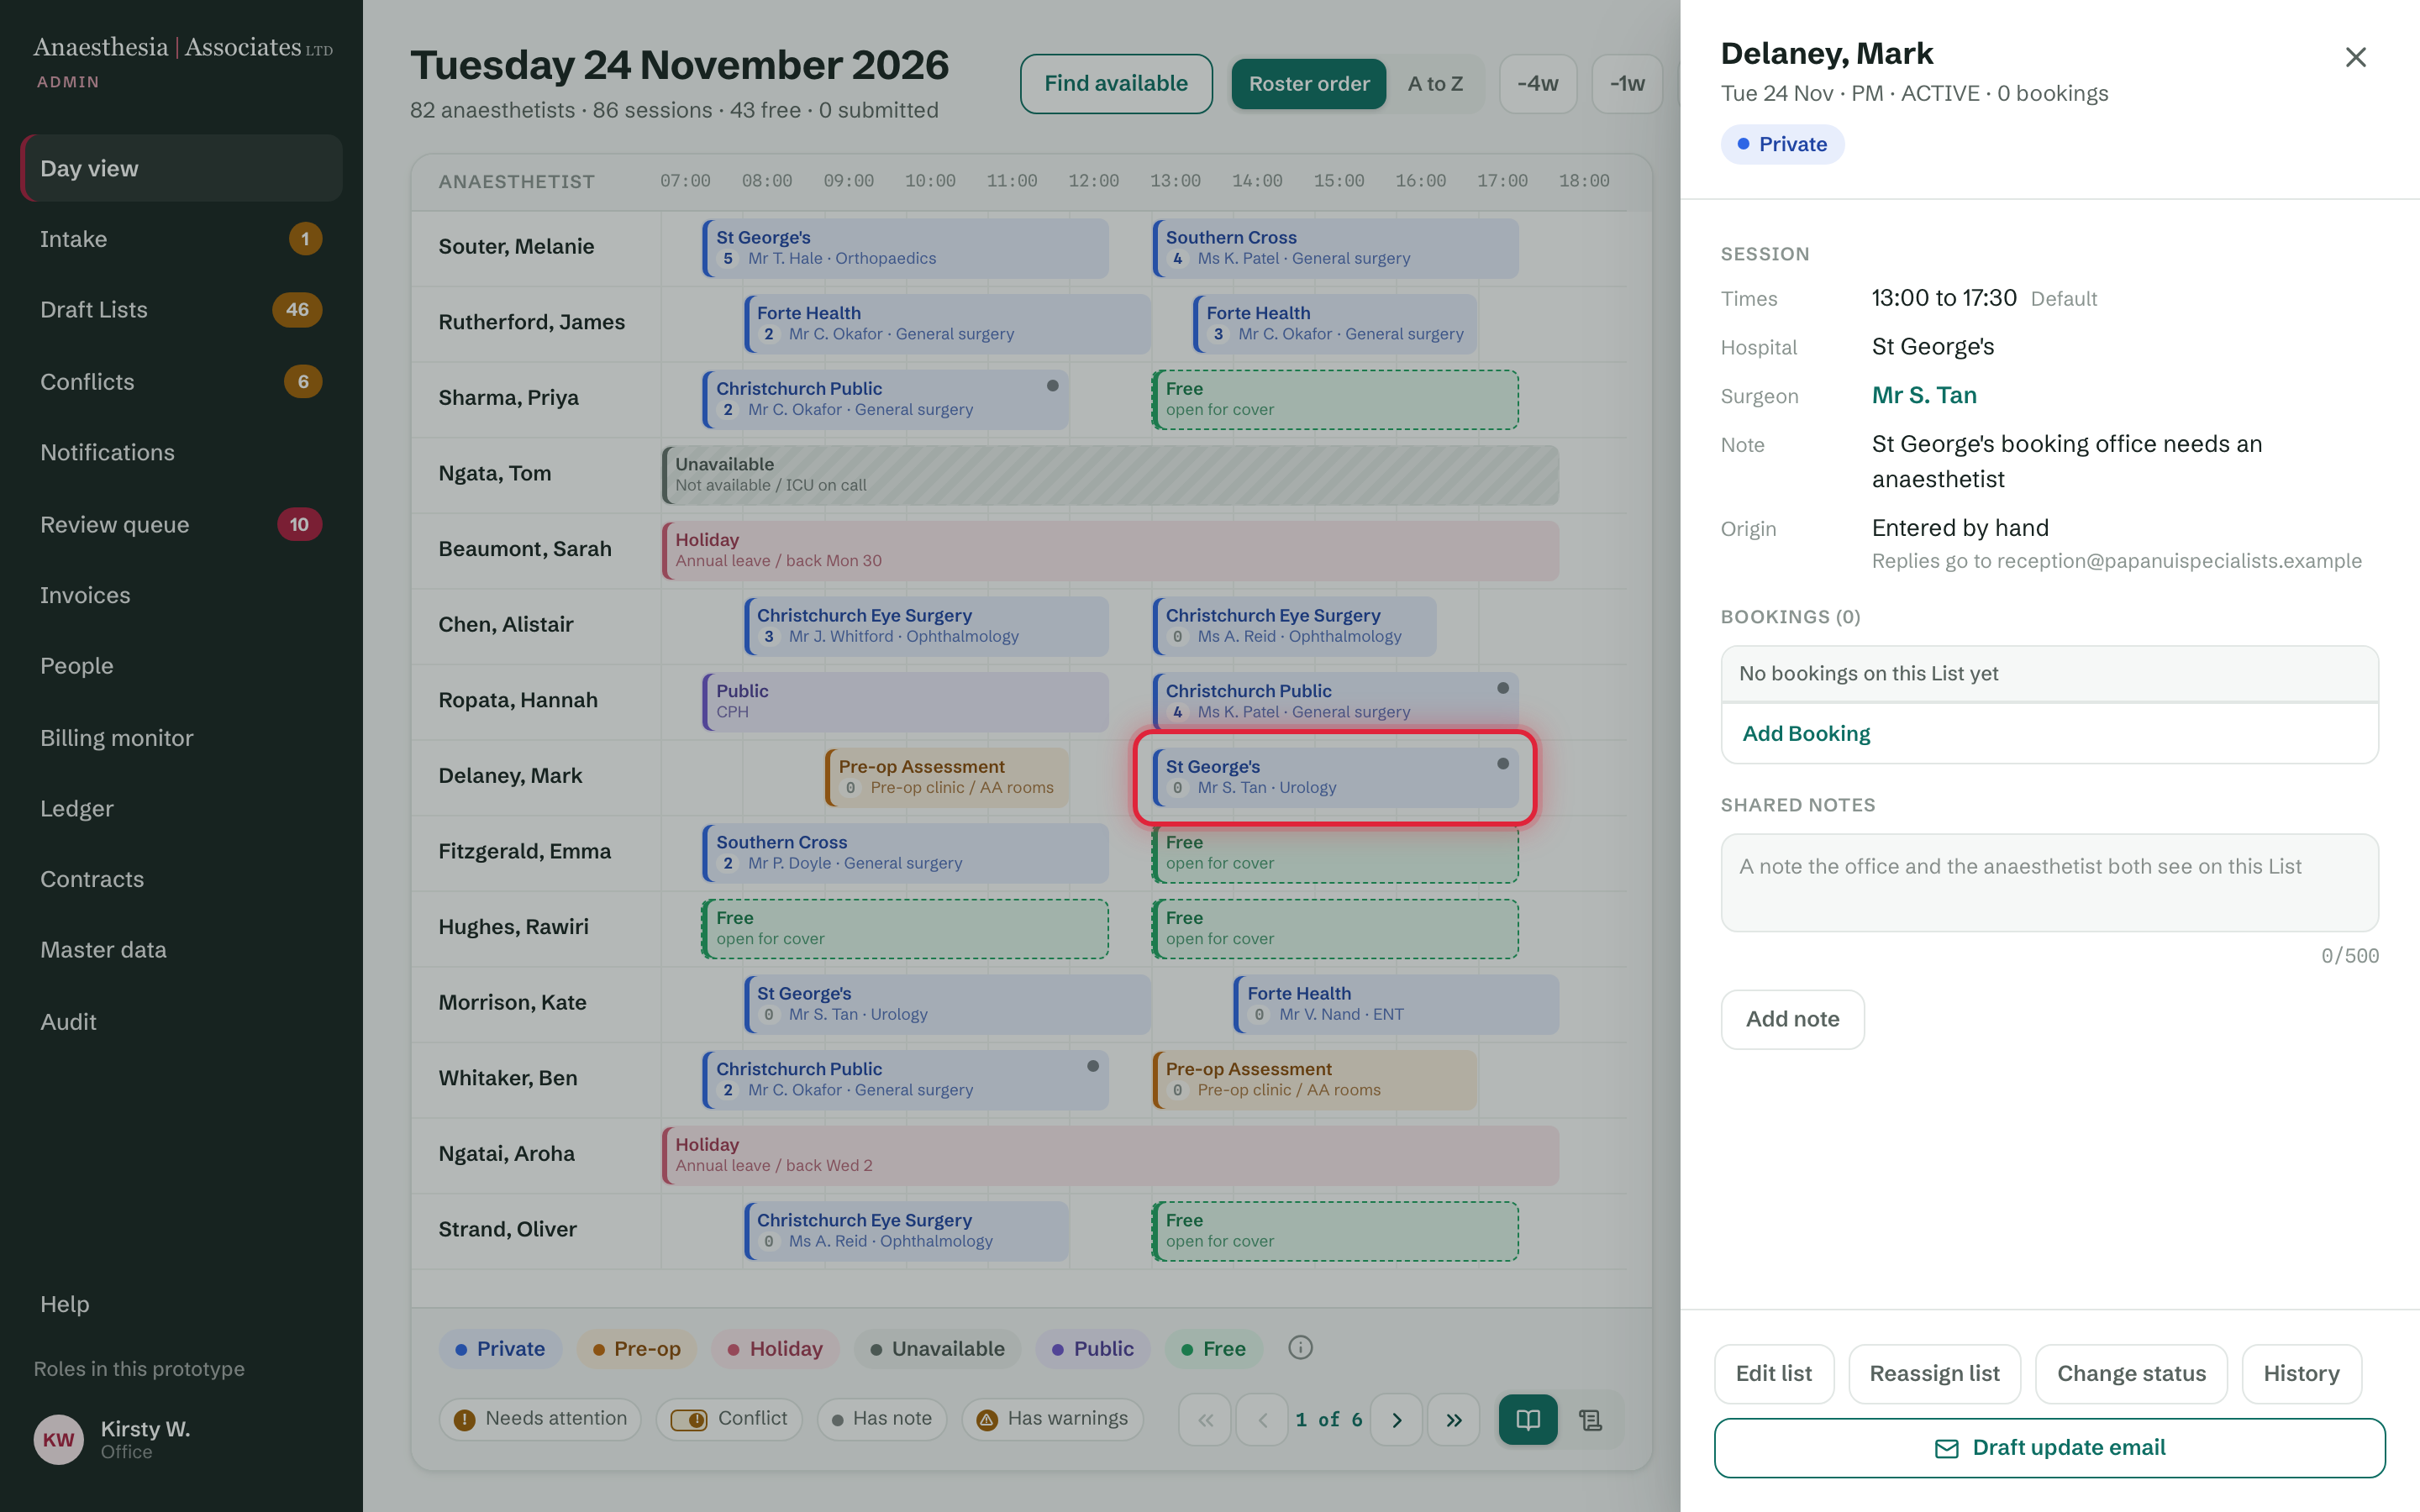 Anaesthesia | Associates LTD
ADMIN
Day view
Intake 1
Draft Lists 46
Conflicts 6
Notifications
Review queue 10
Invoices
People
Billing monitor
Ledger
Contracts
Master data
Audit
Help
Roles in this prototype
KW
Kirsty W.
Office
Tuesday 24 November 2026
82 anaesthetists · 86 sessions · 43 free · 0 submitted
Find available
Roster order
A to Z
-4w
-1w
ANAESTHETIST 07:00 08:00 09:00 10:00 11:00 12:00 13:00 14:00 15:00 16:00 17:00 18:00
Souter, Melanie
St George's
5 Mr T. Hale · Orthopaedics
Southern Cross
4 Ms K. Patel · General surgery
Rutherford, James
Forte Health
2 Mr C. Okafor · General surgery
Forte Health
3 Mr C. Okafor · General surgery
Sharma, Priya
Christchurch Public
2 Mr C. Okafor · General surgery
Free
open for cover
Ngata, Tom
Unavailable
Not available / ICU on call
Beaumont, Sarah
Holiday
Annual leave / back Mon 30
Chen, Alistair
Christchurch Eye Surgery
3 Mr J. Whitford · Ophthalmology
Christchurch Eye Surgery
0 Ms A. Reid · Ophthalmology
Ropata, Hannah
Public
CPH
Christchurch Public
4 Ms K. Patel · General surgery
Delaney, Mark
Pre-op Assessment
0 Pre-op clinic / AA rooms
St George's
0 Mr S. Tan · Urology
Fitzgerald, Emma
Southern Cross
2 Mr P. Doyle · General surgery
Free
open for cover
Hughes, Rawiri
Free
open for cover
Free
open for cover
Morrison, Kate
St George's
0 Mr S. Tan · Urology
Forte Health
0 Mr V. Nand · ENT
Whitaker, Ben
Christchurch Public
2 Mr C. Okafor · General surgery
Pre-op Assessment
0 Pre-op clinic / AA rooms
Ngatai, Aroha
Holiday
Annual leave / back Wed 2
Strand, Oliver
Christchurch Eye Surgery
0 Ms A. Reid · Ophthalmology
Free
open for cover
Private
Pre-op
Holiday
Unavailable
Public
Free
Needs attention
Conflict
Has note
Has warnings
1 of 6
Delaney, Mark
Tue 24 Nov · PM · ACTIVE · 0 bookings
Private
SESSION
Times 13:00 to 17:30 Default
Hospital St George's
Surgeon Mr S. Tan
Note St George's booking office needs an
anaesthetist
Origin Entered by hand
Replies go to reception@papanuispecialists.example
BOOKINGS (0)
No bookings on this List yet
Add Booking
SHARED NOTES
A note the office and the anaesthetist both see on this List
0/500
Add note
Edit list
Reassign list
Change status
History
Draft update email